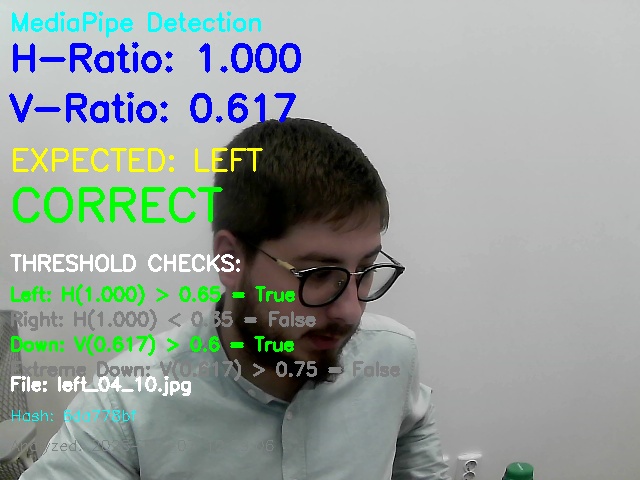 MediaPipe Detection
H-Ratio: 1.000
V-Ratio: 0.617
EXPECTED: LEFT
CORRECT
THRESHOLD CHECKS:
Left: H(1.000) > 0.65 = True
Right: H(1.000) < 0.35 = False
Down: V(0.617) > 0.6 = True
Extreme Down: V(0.617) > 0.75 = False
File: left_04_10.jpg
Hash: